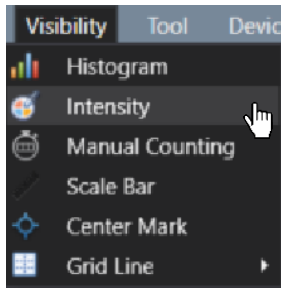 Visibility Tool Devic
Histogram
Intensity
Manual Counting
Scale Bar
Center Mark
Grid Line